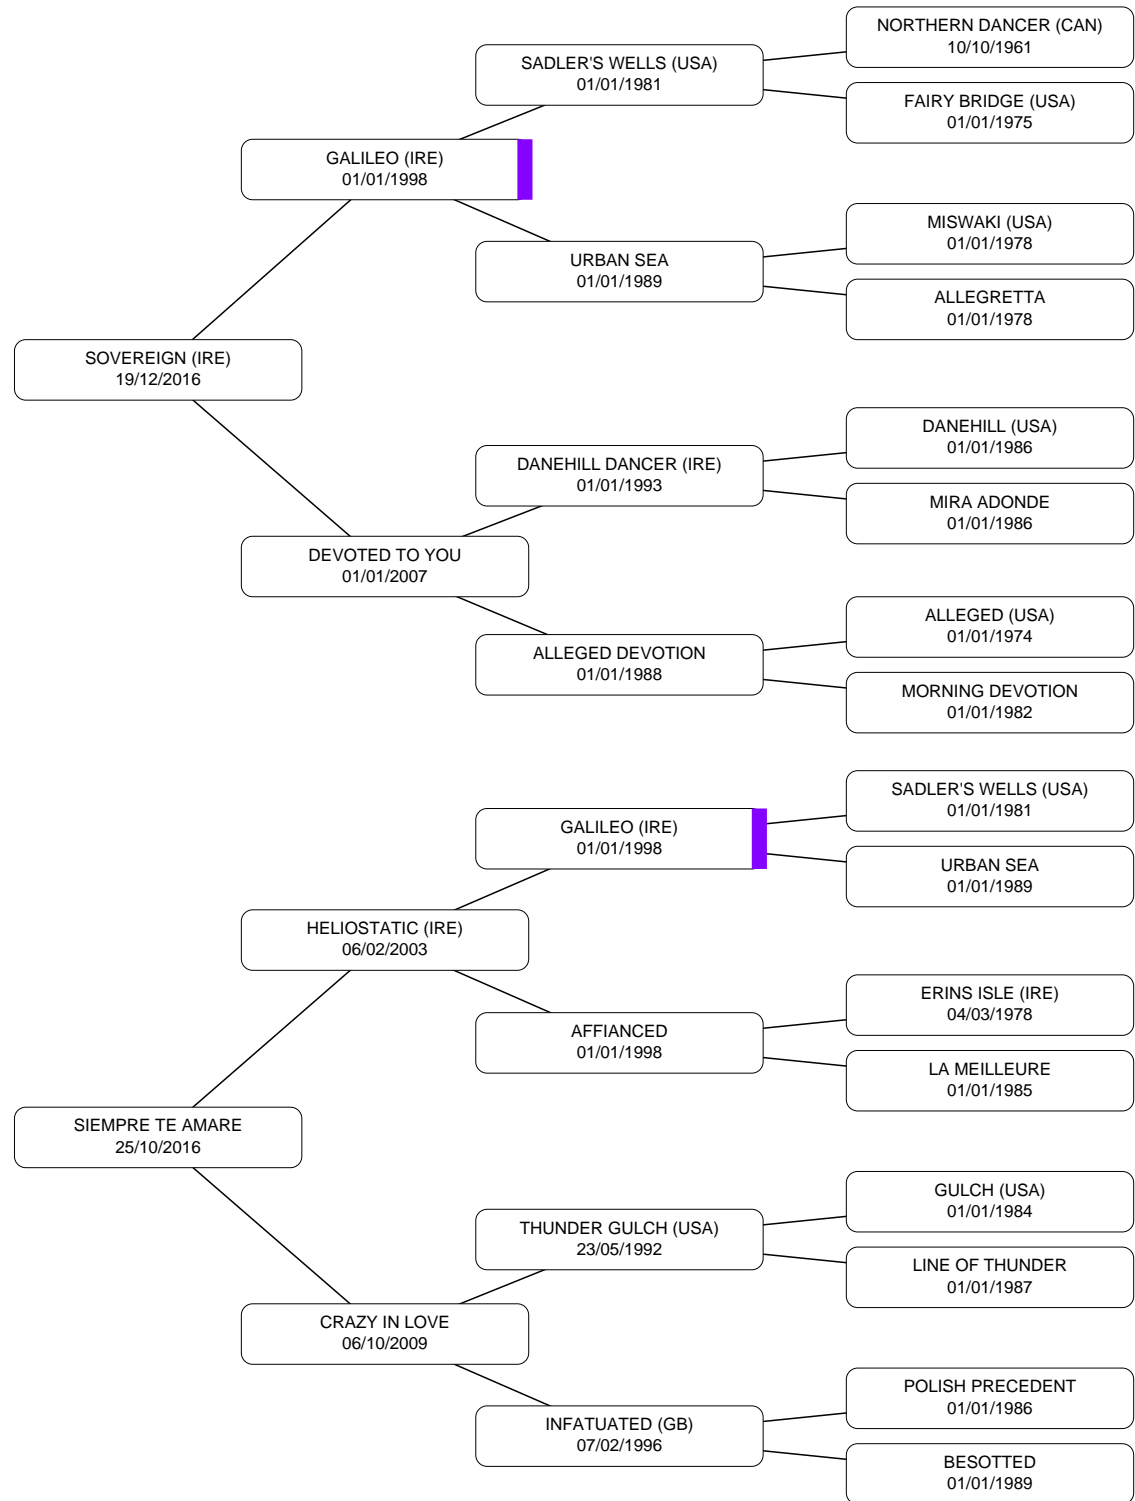 NORTHERN DANCER (CAN)
10/10/1961
SADLER'S WELLS (USA)
01/01/1981
FAIRY BRIDGE (USA)
01/01/1975
GALILEO (IRE)
01/01/1998
MISWAKI (USA)
01/01/1978
URBAN SEA
01/01/1989
ALLEGRETTA
01/01/1978
SOVEREIGN (IRE)
19/12/2016
DANEHILL (USA)
01/01/1986
DANEHILL DANCER (IRE)
01/01/1993
MIRA ADONDE
01/01/1986
DEVOTED TO YOU
01/01/2007
ALLEGED (USA)
01/01/1974
ALLEGED DEVOTION
01/01/1988
MORNING DEVOTION
01/01/1982
SADLER'S WELLS (USA)
01/01/1981
GALILEO (IRE)
01/01/1998
URBAN SEA
01/01/1989
HELIOSTATIC (IRE)
06/02/2003
ERINS ISLE (IRE)
04/03/1978
AFFIANCED
01/01/1998
LA MEILLEURE
01/01/1985
SIEMPRE TE AMARE
25/10/2016
GULCH (USA)
01/01/1984
THUNDER GULCH (USA)
23/05/1992
LINE OF THUNDER
01/01/1987
CRAZY IN LOVE
06/10/2009
POLISH PRECEDENT
01/01/1986
INFATUATED (GB)
07/02/1996
BESOTTED
01/01/1989